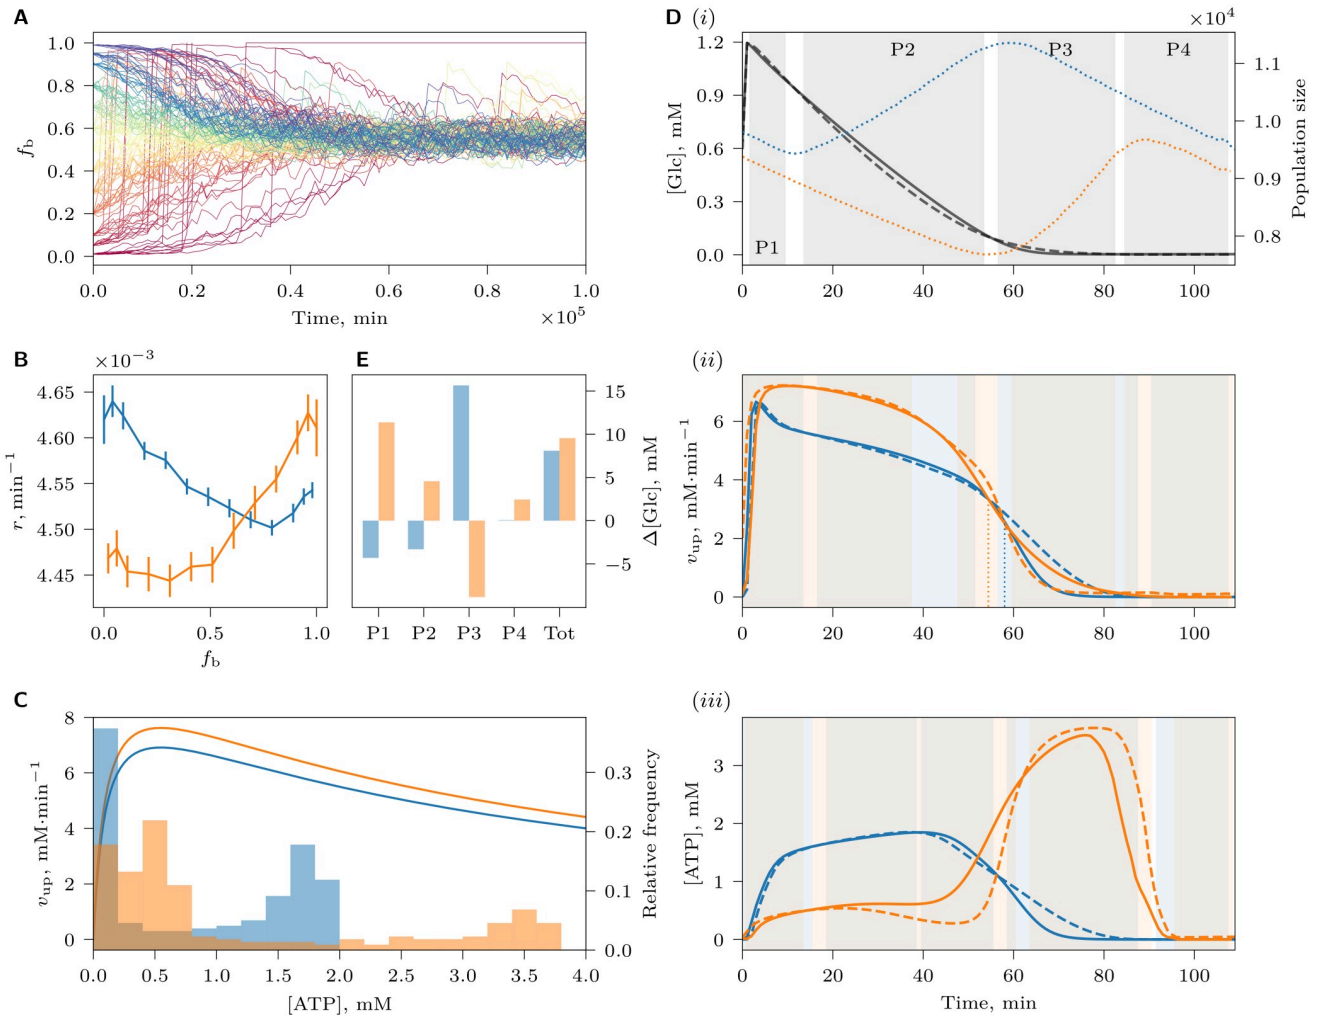 A
1.0
0.8
0.6
0.4
0.2
0.0
f_b
0.0 0.2 0.4 0.6 0.8 1.0
Time, min
×10^5
B
×10^−3
4.65
4.60
4.55
4.50
4.45
r, min^−1
0.0 0.5 1.0
f_b
E
15
10
5
0
−5
Δ[Glc], mM
P1 P2 P3 P4 Tot
C
8
6
4
2
0
v_up, mM·min^−1
0.3
0.2
0.1
0.0
Relative frequency
0.0 0.5 1.0 1.5 2.0 2.5 3.0 3.5 4.0
[ATP], mM
D (i)
×10^4
1.2
0.9
0.6
0.3
0.0
[Glc], mM
P1 P2 P3 P4
1.1
1.0
0.9
0.8
Population size
0 20 40 60 80 100
(ii)
6
4
2
0
v_up, mM·min^−1
0 20 40 60 80 100
(iii)
3
2
1
0
[ATP], mM
0 20 40 60 80 100
Time, min